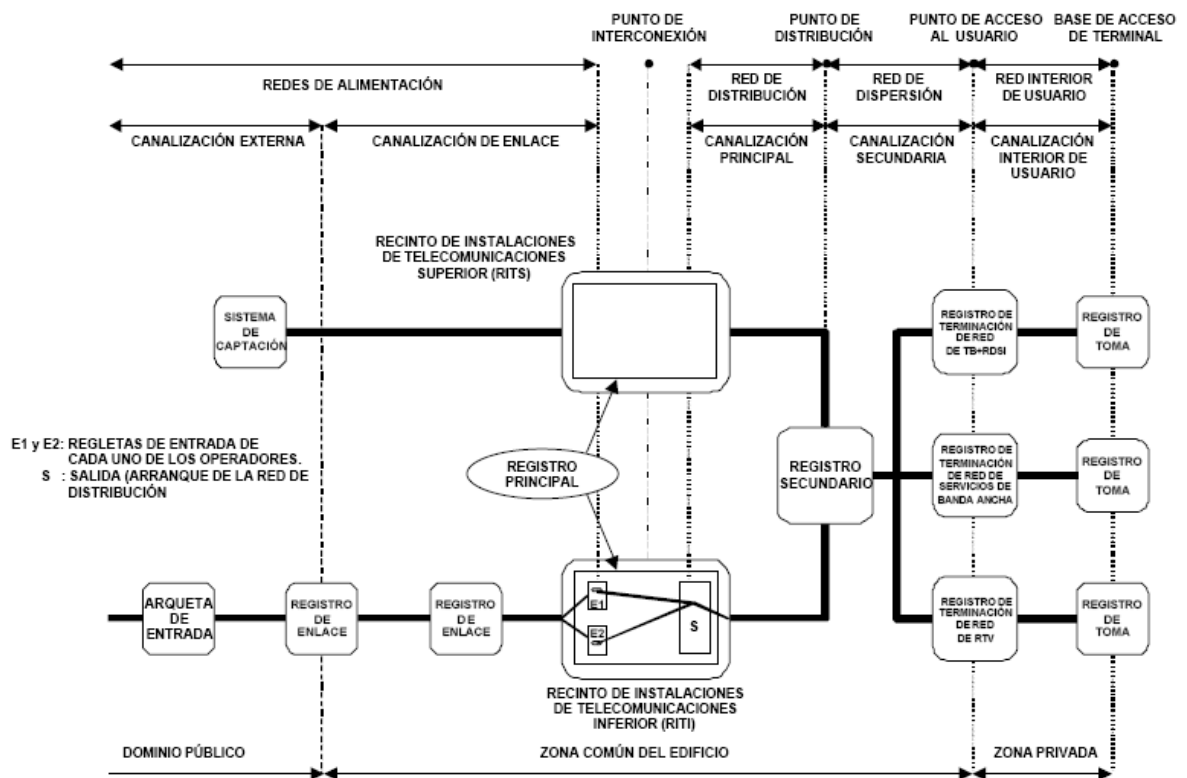 PUNTO DE
INTERCONEXIÓN
PUNTO DE
DISTRIBUCIÓN
PUNTO DE ACCESO
AL USUARIO
BASE DE ACCESO
DE TERMINAL
REDES DE ALIMENTACIÓN
RED DE
DISTRIBUCIÓN
RED DE
DISPERSIÓN
RED INTERIOR
DE USUARIO
CANALIZACIÓN EXTERNA
CANALIZACIÓN DE ENLACE
CANALIZACIÓN
PRINCIPAL
CANALIZACIÓN
SECUNDARIA
CANALIZACIÓN
INTERIOR DE
USUARIO
RECINTO DE INSTALACIONES
DE TELECOMUNICACIONES
SUPERIOR (RITS)
SISTEMA
DE
CAPTACIÓN
REGISTRO DE
TERMINACIÓN
DE RED
DE TB+RDSI
REGISTRO
DE
TOMA
E1 y E2: REGLETAS DE ENTRADA DE
CADA UNO DE LOS OPERADORES.
S : SALIDA (ARRANQUE DE LA RED DE
DISTRIBUCIÓN
REGISTRO
PRINCIPAL
REGISTRO
SECUNDARIO
REGISTRO DE
TERMINACIÓN
DE RED DE
SERVICIOS DE
BANDA ANCHA
REGISTRO
DE
TOMA
ARQUETA
DE
ENTRADA
REGISTRO
DE
ENLACE
REGISTRO
DE
ENLACE
E1
E2
S
REGISTRO DE
TERMINACIÓN
DE RED
DE RTV
REGISTRO
DE
TOMA
RECINTO DE INSTALACIONES
DE TELECOMUNICACIONES
INFERIOR (RITI)
DOMINIO PÚBLICO
ZONA COMÚN DEL EDIFICIO
ZONA PRIVADA